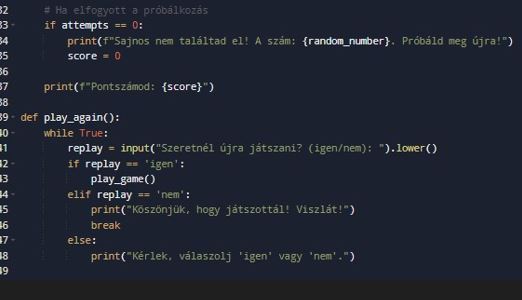 32 # Ha elfogyott a próbálkozás
33 if attempts == 0:
34 print(f"Sajnos nem találtad el! A szám: {random_number}. Próbáld meg újra!")
35 score = 0
36
37 print(f"Pontszámod: {score}")
38
39 def play_again():
40 while True:
41 replay = input("Szeretnél újra játszani? (igen/nem): ").lower()
42 if replay == 'igen':
43 play_game()
44 elif replay == 'nem':
45 print("Köszönjük, hogy játszottál! Viszlát!")
46 break
47 else:
48 print("Kérlek, válaszolj 'igen' vagy 'nem'.")
49